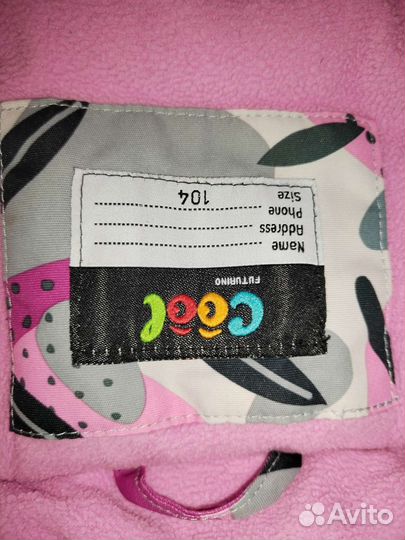 COOL
FUTURINO
Name
Address
Phone
Size 104
Avito